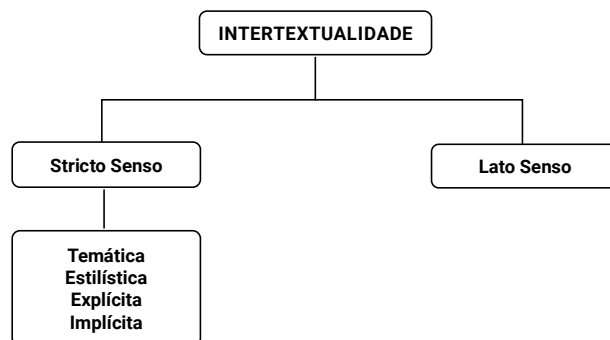 INTERTEXTUALIDADE
Stricto Senso
Lato Senso
Temática
Estilística
Explícita
Implícita